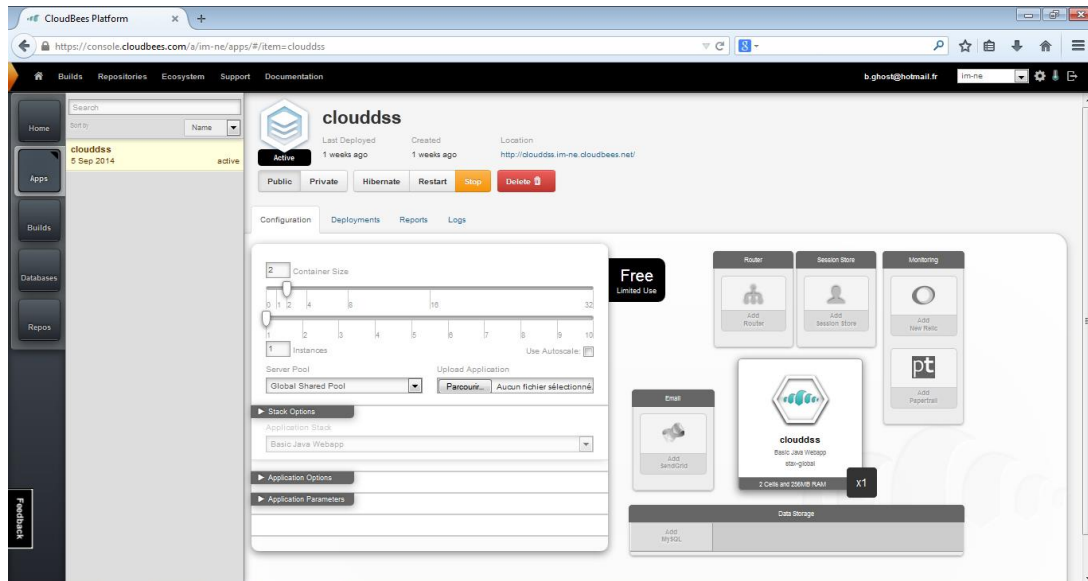 CloudBees Platform
https://console.cloudbees.com/a/im-ne/apps/#/item=clouddss
Builds Repositories Ecosystem Support Documentation
b.ghost@hotmail.fr
im-ne
Home
Apps
Builds
Databases
Repos
Feedback
Search
Sort by
Name
clouddss
5 Sep 2014 active
clouddss
Active
Last Deployed Created Location
1 weeks ago 1 weeks ago http://clouddss.im-ne.cloudbees.net/
Public Private Hibernate Restart Stop Delete
Configuration Deployments Reports Logs
2 Container Size
0 1 2 4 8 16 32
1 2 3 4 5 6 7 8 9 10
1 Instances Use Autoscale:
Server Pool Upload Application
Global Shared Pool Parcourir... Aucun fichier sélectionné.
Stack Options
Application Stack
Basic Java Webapp
Application Options
Application Parameters
Free
Limited Use
Router
Add
Router
Session Store
Add
Session Store
Monitoring
Add
New Relic
pt
Add
Papertrail
Email
Add
SendGrid
clouddss
Basic Java Webapp
stax-global
2 Cells and 256MB RAM
x1
Data Storage
Add
MySQL